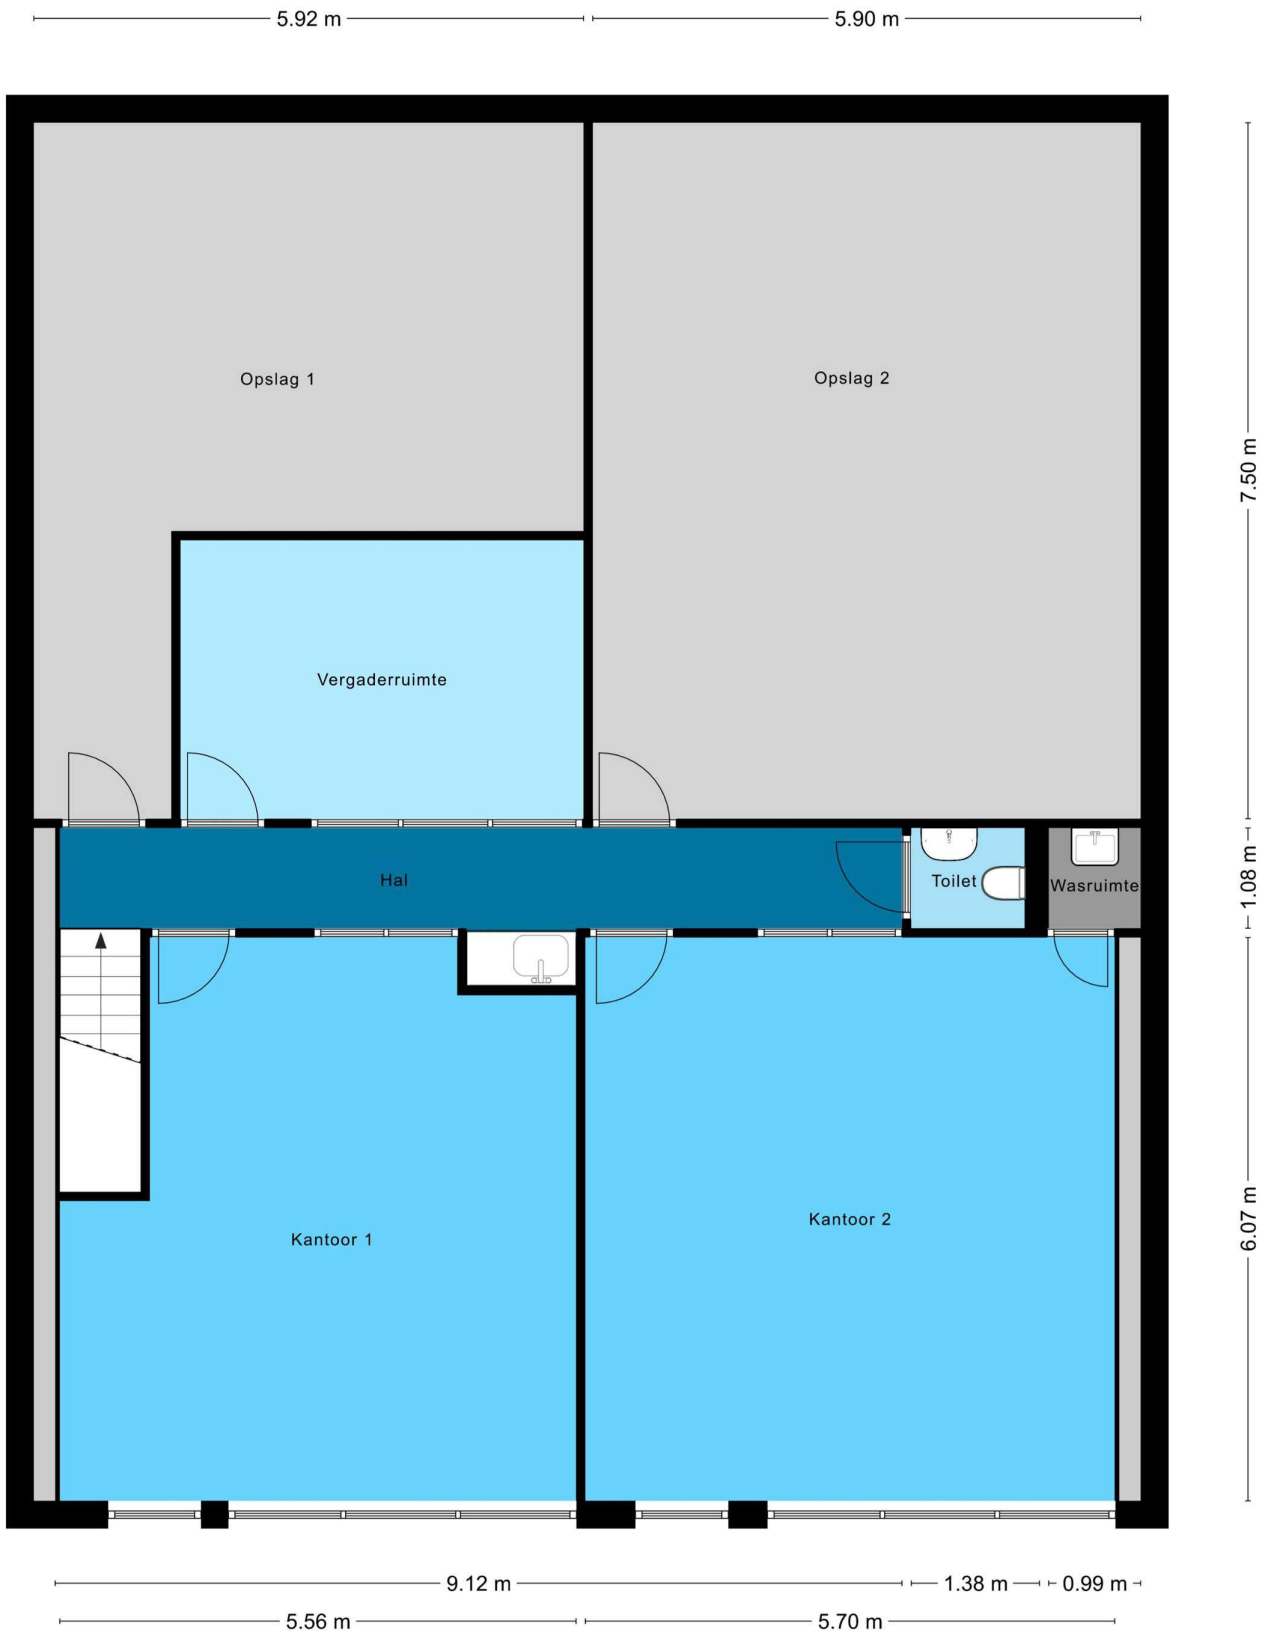 5.92 m
5.90 m
Opslag 1
Opslag 2
7.50 m
Vergaderruimte
Hal
Toilet
Wasruimte
1.08 m
Kantoor 1
Kantoor 2
6.07 m
9.12 m
1.38 m
0.99 m
5.56 m
5.70 m